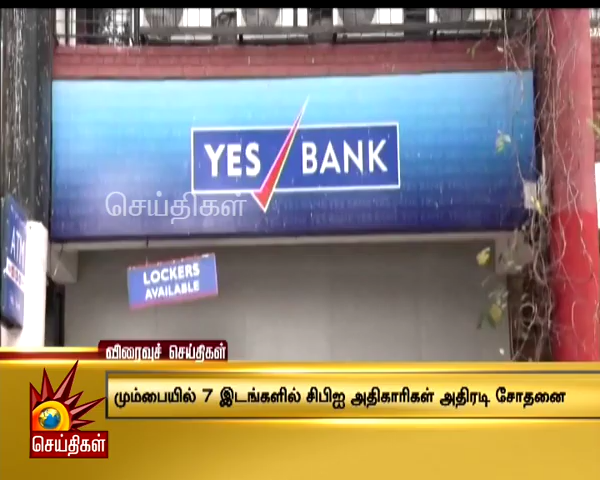 YES BANK
செய்திகள்
ATM
LOCKERS
AVAILABLE
விரைவுச் செய்திகள்
மும்பையில் 7 இடங்களில் சிபிஐ அதிகாரிகள் அதிரடி சோதனை
செய்திகள்